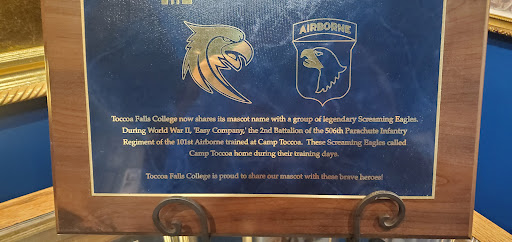 AIRBORNE
Toccoa Falls College now shares its mascot name with a group of legendary Screaming Eagles.
During World War II, 'Easy Company,' the 2nd Battalion of the 506th Parachute Infantry
Regiment of the 101st Airborne trained at Camp Toccoa. These Screaming Eagles called
Camp Toccoa home during their training days.
Toccoa Falls College is proud to share our mascot with these brave heroes!